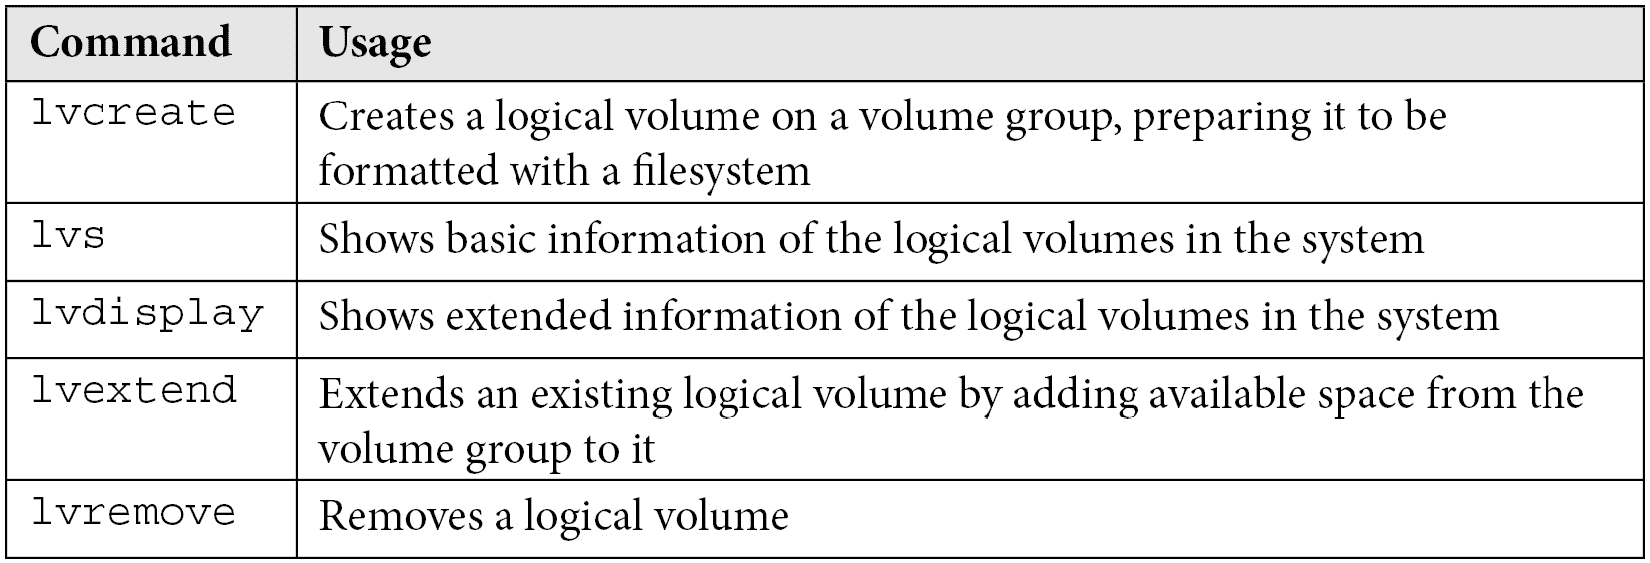 Command Usage
lvcreate Creates a logical volume on a volume group, preparing it to be
formatted with a filesystem
lvs Shows basic information of the logical volumes in the system
lvdisplay Shows extended information of the logical volumes in the system
lvextend Extends an existing logical volume by adding available space from the
volume group to it
lvremove Removes a logical volume